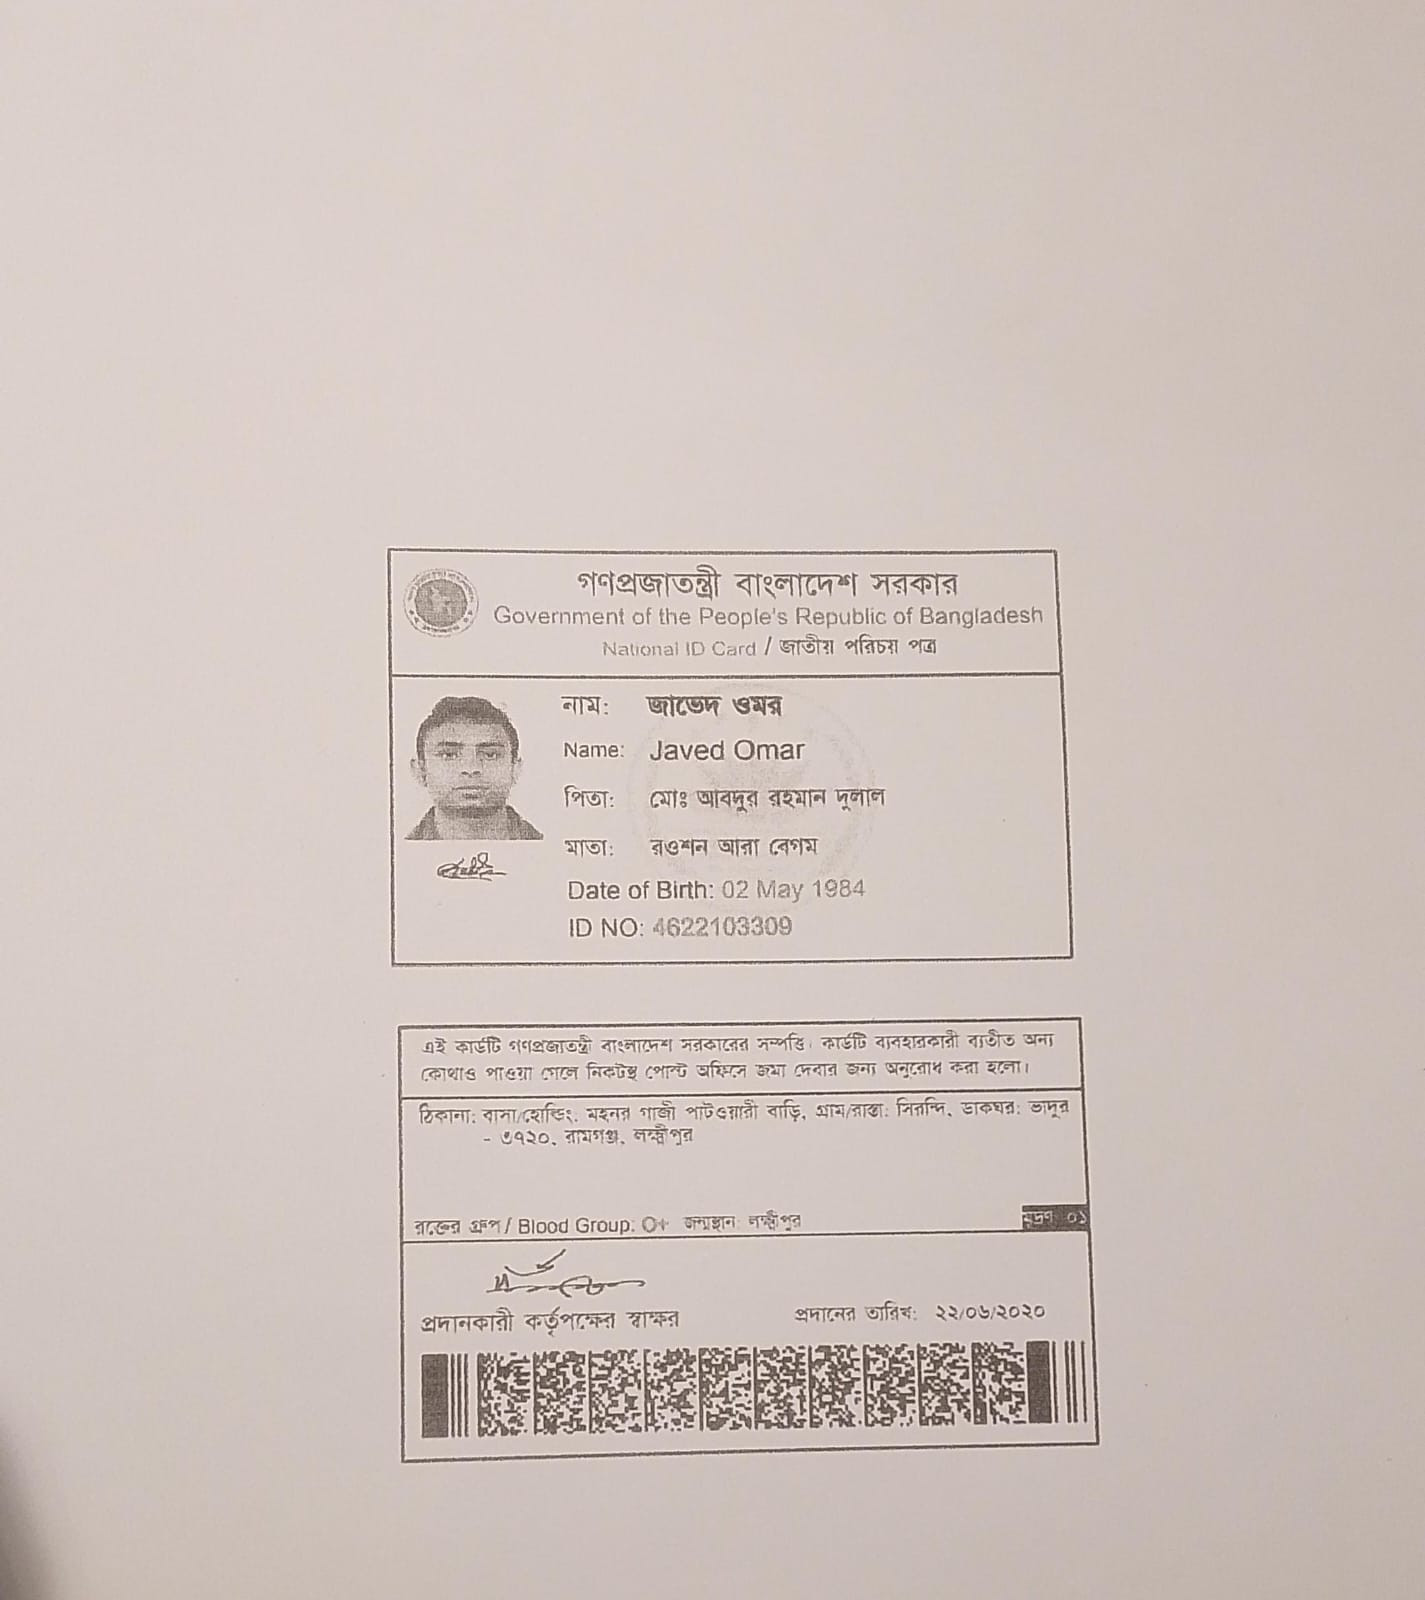 গণপ্রজাতন্ত্রী বাংলাদেশ সরকার
Government of the People's Republic of Bangladesh
National ID Card / জাতীয় পরিচয় পত্র
নাম: জাভেদ ওমর
Name: Javed Omar
পিতা: মোঃ আবদুর রহমান দুলাল
মাতা: রওশন আরা বেগম
Date of Birth: 02 May 1984
ID NO: 4622103309
এই কার্ডটি গণপ্রজাতন্ত্রী বাংলাদেশ সরকারের সম্পত্তি। কার্ডটি ব্যবহারকারী ব্যতীত অন্য
কোথাও পাওয়া গেলে নিকটস্থ পোস্ট অফিসে জমা দেবার জন্য অনুরোধ করা হলো।
ঠিকানা: বাসা/হোল্ডিং: গাজী পাটওয়ারী বাড়ি, গ্রাম/রাস্তা: সিরন্দি, ডাকঘর: ভাদুর
- ৩৭২০, রামগঞ্জ, লক্ষ্মীপুর
রক্তের গ্রুপ / Blood Group: O+ জন্মস্থান: লক্ষ্মীপুর
মুদ্রণ: ০১
প্রদানকারী কর্তৃপক্ষের স্বাক্ষর প্রদানের তারিখ: ২২/০৬/২০২০